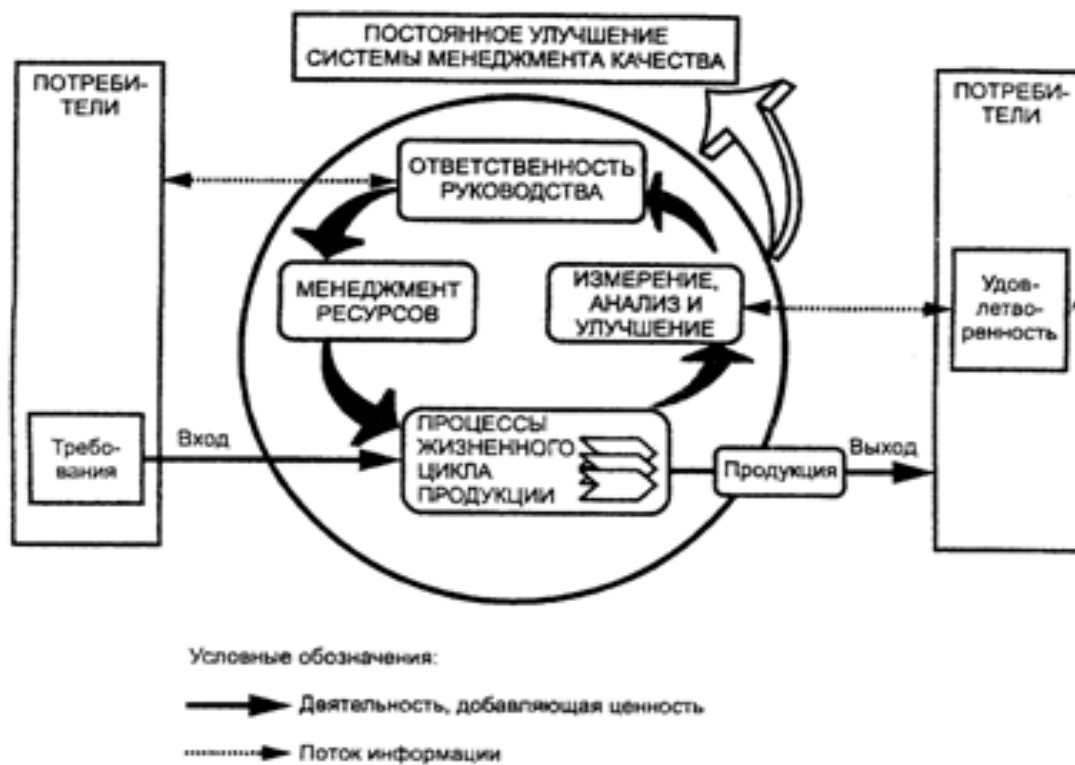 ПОСТОЯННОЕ УЛУЧШЕНИЕ
СИСТЕМЫ МЕНЕДЖМЕНТА КАЧЕСТВА
ПОТРЕБИ-
ТЕЛИ
ПОТРЕБИ-
ТЕЛИ
ОТВЕТСТВЕННОСТЬ
РУКОВОДСТВА
МЕНЕДЖМЕНТ
РЕСУРСОВ
ИЗМЕРЕНИЕ,
АНАЛИЗ И
УЛУЧШЕНИЕ
Удов-
летво-
ренность
Требо-
вания
Вход
ПРОЦЕССЫ
ЖИЗНЕННОГО
ЦИКЛА
ПРОДУКЦИИ
Продукция
Выход
Условные обозначения:
Деятельность, добавляющая ценность
Поток информации